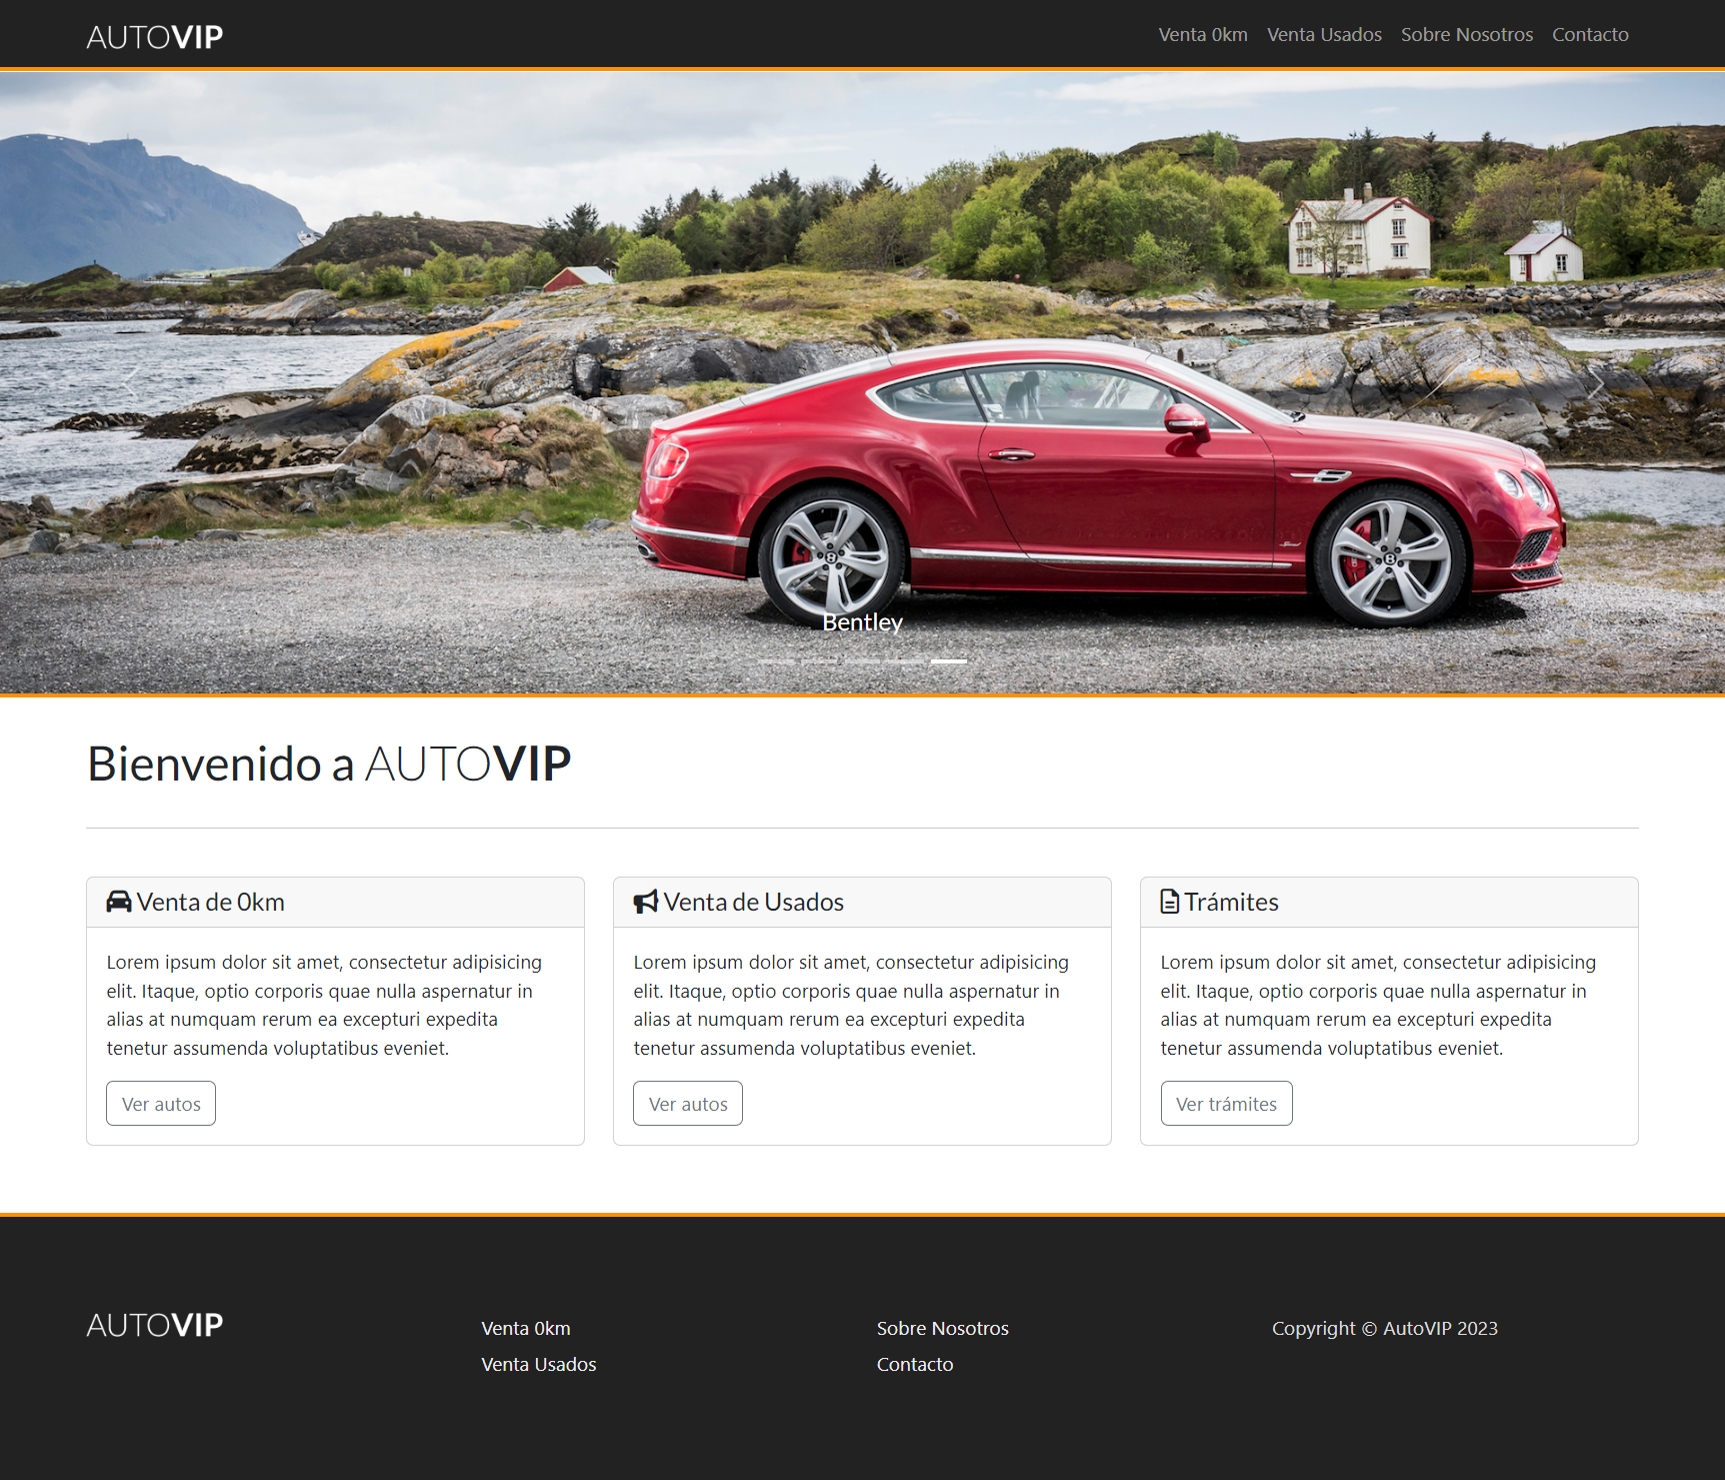 AUTOVIP
Venta 0km Venta Usados Sobre Nosotros Contacto
Bentley
Bienvenido a AUTOVIP
Venta de 0km
Lorem ipsum dolor sit amet, consectetur adipisicing
elit. Itaque, optio corporis quae nulla aspernatur in
alias at numquam rerum ea excepturi expedita
tenetur assumenda voluptatibus eveniet.
Ver autos
Venta de Usados
Lorem ipsum dolor sit amet, consectetur adipisicing
elit. Itaque, optio corporis quae nulla aspernatur in
alias at numquam rerum ea excepturi expedita
tenetur assumenda voluptatibus eveniet.
Ver autos
Trámites
Lorem ipsum dolor sit amet, consectetur adipisicing
elit. Itaque, optio corporis quae nulla aspernatur in
alias at numquam rerum ea excepturi expedita
tenetur assumenda voluptatibus eveniet.
Ver trámites
AUTOVIP
Venta 0km
Venta Usados
Sobre Nosotros
Contacto
Copyright © AutoVIP 2023